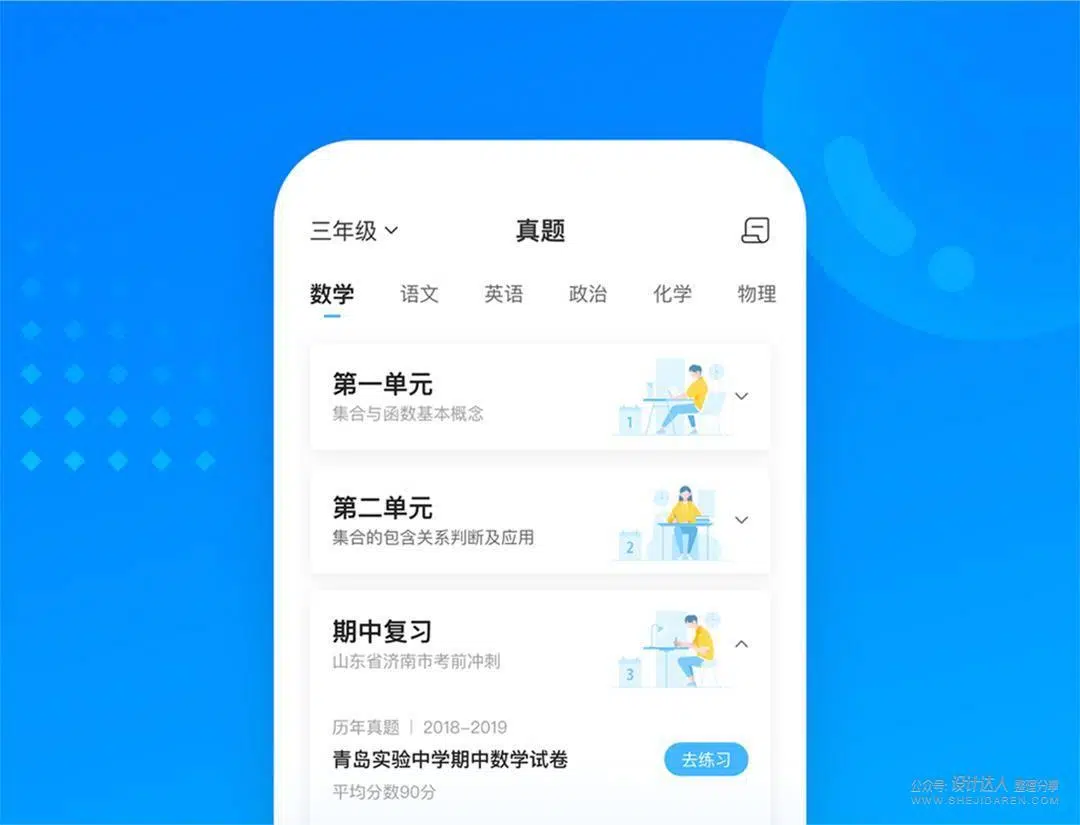 三年级 真题
数学 语文 英语 政治 化学 物理
第一单元
集合与函数基本概念
1
第二单元
集合的包含关系判断及应用
2
期中复习
山东省济南市考前冲刺
3
历年真题 | 2018-2019
青岛实验中学期中数学试卷
去练习
平均分数90分
公众号: 设计达人 整理分享
WWW.SHEJIDAREN.COM